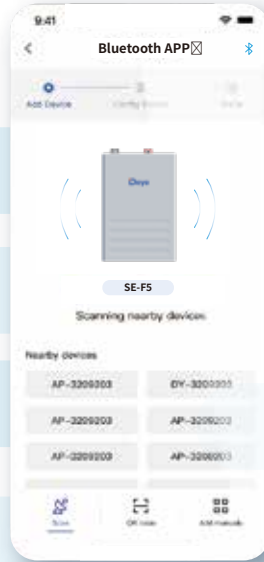 9:41
Bluetooth APP
Add Device
Deye
SE-F5
Scanning nearby devices
Nearby devices
AP-3209203 DY-3209203
AP-3209203 AP-3209203
AP-3209203 AP-3209203
Scan QR code Add manually